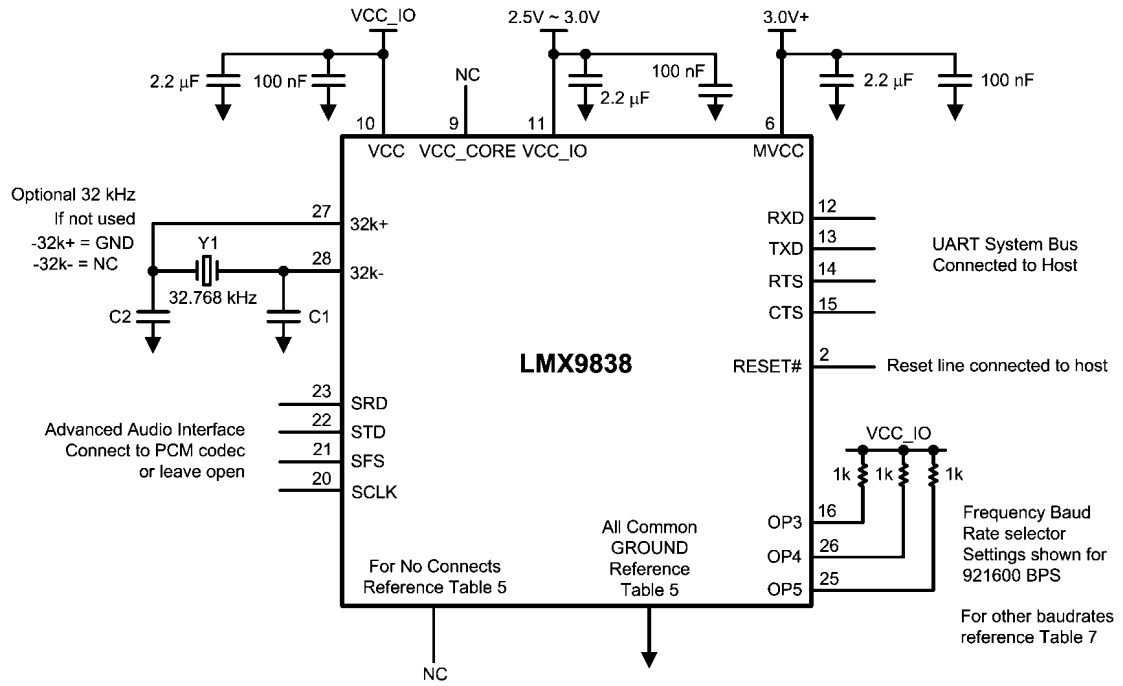 VCC_IO
2.5V ~ 3.0V
3.0V+
2.2 µF
100 nF
NC
2.2 µF
100 nF
2.2 µF
100 nF
10
9
11
6
VCC
VCC_CORE
VCC_IO
MVCC
Optional 32 kHz
If not used
-32k+ = GND
-32k- = NC
27
32k+
Y1
28
32k-
32.768 kHz
C2
C1
RXD
12
TXD
13
RTS
14
CTS
15
UART System Bus
Connected to Host
LMX9838
RESET#
2
Reset line connected to host
Advanced Audio Interface
Connect to PCM codec
or leave open
23
SRD
22
STD
21
SFS
20
SCLK
VCC_IO
1k
1k
1k
OP3
16
OP4
26
OP5
25
Frequency Baud
Rate selector
Settings shown for
921600 BPS
For other baudrates
reference Table 7
For No Connects
Reference Table 5
All Common
GROUND
Reference
Table 5
NC